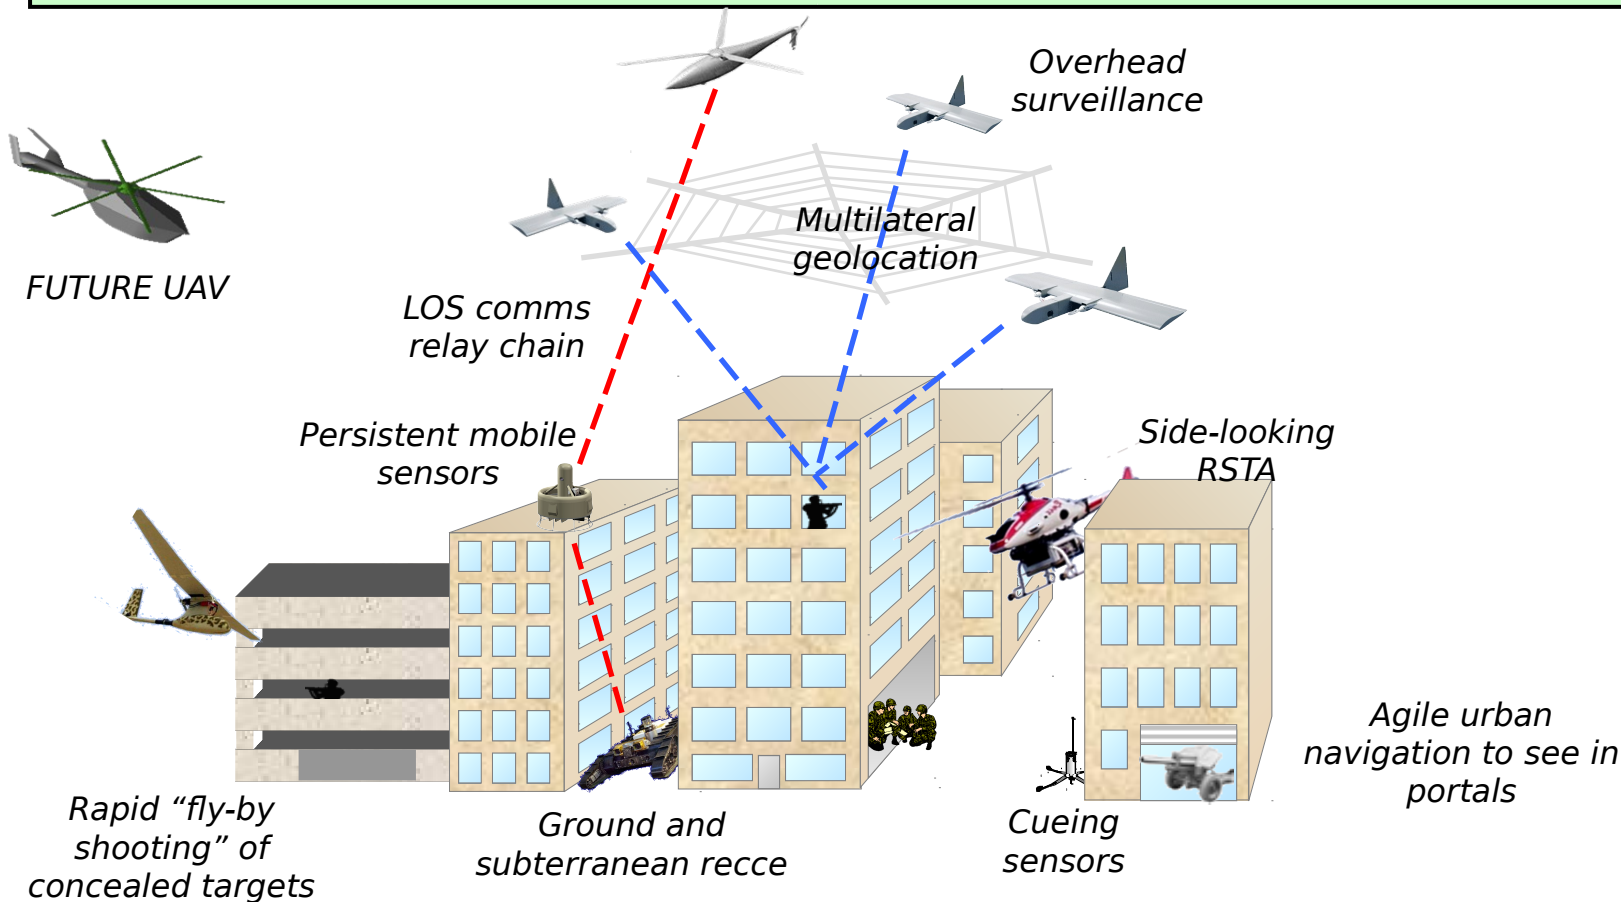 Overhead
surveillance
Multilateral
geolocation
FUTURE UAV
LOS comms
relay chain
Persistent mobile
sensors
Side-looking
RSTA
Agile urban
navigation to see in
portals
Rapid “fly-by
shooting” of
concealed targets
Ground and
subterranean recce
Cueing
sensors